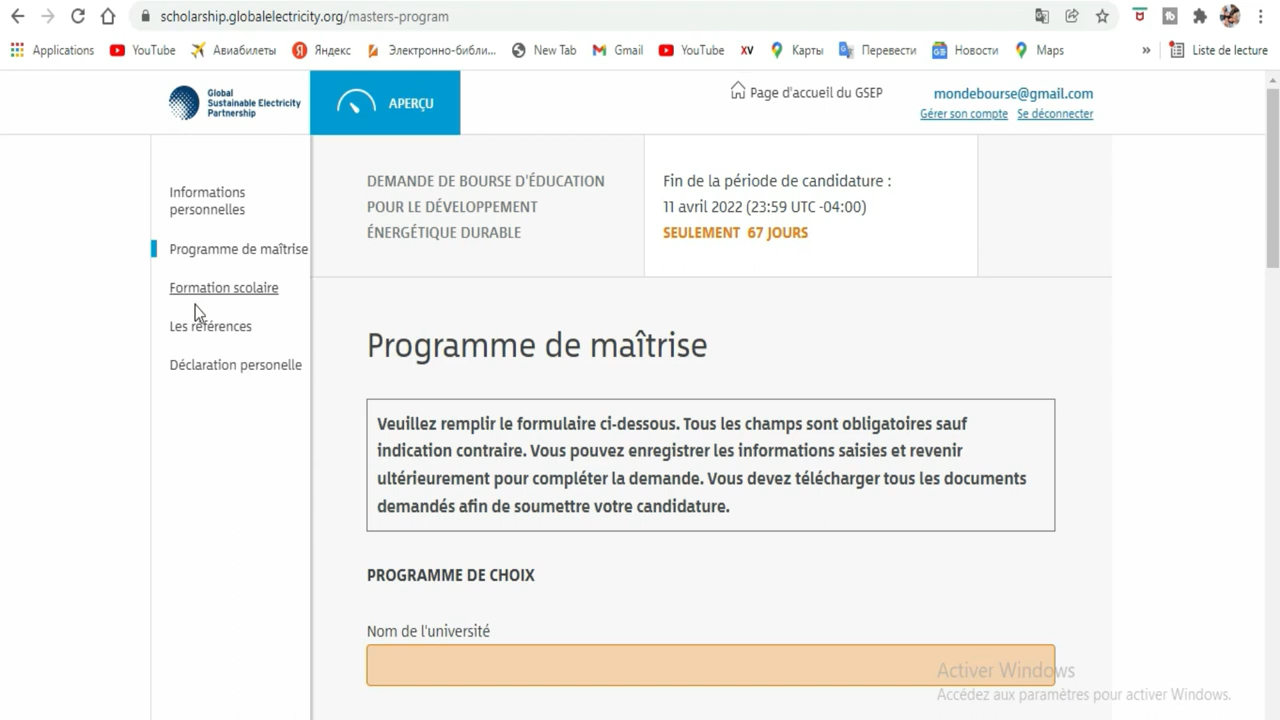 scholarship.globalelectricity.org/masters-program
Applications
YouTube
Авиабилеты
Яндекс
Электронно-библи...
New Tab
Gmail
YouTube
XV
Карты
Перевести
Новости
Maps
»
Liste de lecture
Global
Sustainable Electricity
Partnership
APERÇU
Page d'accueil du GSEP
mondebourse@gmail.com
Gérer son compte Se déconnecter
Informations
personnelles
Programme de maîtrise
Formation scolaire
Les références
Déclaration personelle
DEMANDE DE BOURSE D'ÉDUCATION
POUR LE DÉVELOPPEMENT
ÉNERGÉTIQUE DURABLE
Fin de la période de candidature :
11 avril 2022 (23:59 UTC -04:00)
SEULEMENT 67 JOURS
Programme de maîtrise
Veuillez remplir le formulaire ci-dessous. Tous les champs sont obligatoires sauf
indication contraire. Vous pouvez enregistrer les informations saisies et revenir
ultérieurement pour compléter la demande. Vous devez télécharger tous les documents
demandés afin de soumettre votre candidature.
PROGRAMME DE CHOIX
Nom de l'université
Activer Windows
Accédez aux paramètres pour activer Windows.